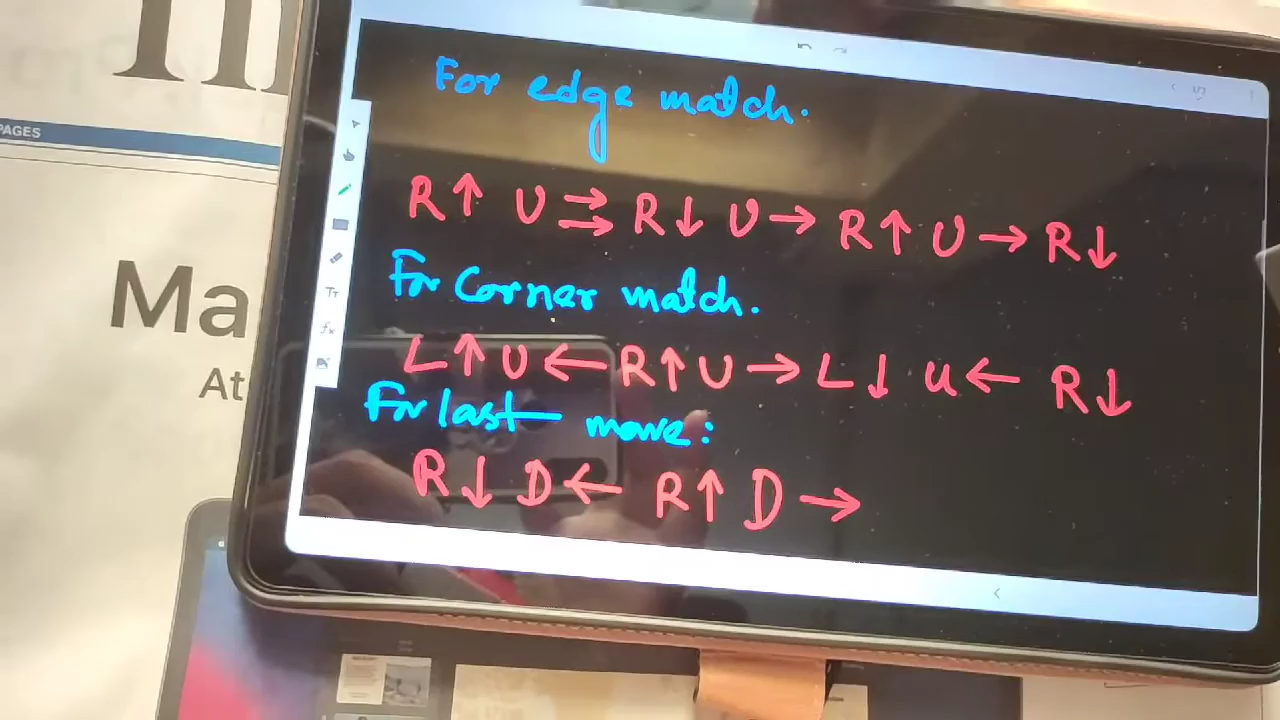 PAGES
Ma
At
For edge match.
R↑ U⇉ R↓ U→ R↑ U→ R↓
For Corner match.
L↑ U← R↑ U→ L↓ u← R↓
For last move:
R↓ D← R↑ D→